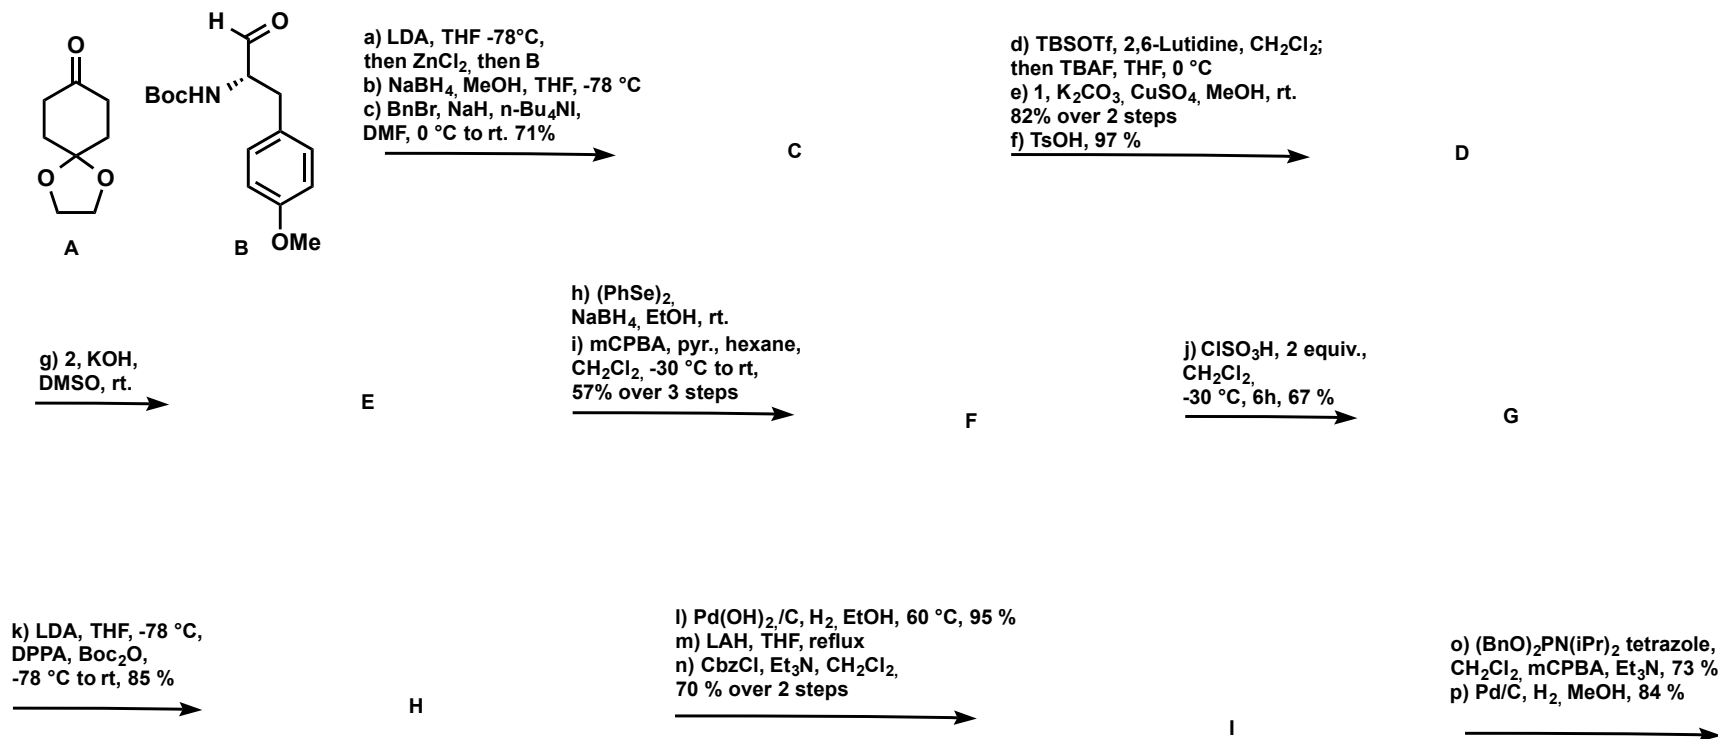 H
O
O
BocHN
O
O
A
B
OMe
a) LDA, THF -78°C,
then ZnCl2, then B
b) NaBH4, MeOH, THF, -78 °C
c) BnBr, NaH, n-Bu4NI,
DMF, 0 °C to rt. 71%
C
d) TBSOTf, 2,6-Lutidine, CH2Cl2;
then TBAF, THF, 0 °C
e) 1, K2CO3, CuSO4, MeOH, rt.
82% over 2 steps
f) TsOH, 97 %
D
g) 2, KOH,
DMSO, rt.
E
h) (PhSe)2,
NaBH4, EtOH, rt.
i) mCPBA, pyr., hexane,
CH2Cl2, -30 °C to rt,
57% over 3 steps
F
j) ClSO3H, 2 equiv.,
CH2Cl2,
-30 °C, 6h, 67 %
G
k) LDA, THF, -78 °C,
DPPA, Boc2O,
-78 °C to rt, 85 %
H
l) Pd(OH)2,/C, H2, EtOH, 60 °C, 95 %
m) LAH, THF, reflux
n) CbzCl, Et3N, CH2Cl2,
70 % over 2 steps
I
o) (BnO)2PN(iPr)2 tetrazole,
CH2Cl2, mCPBA, Et3N, 73 %
p) Pd/C, H2, MeOH, 84 %